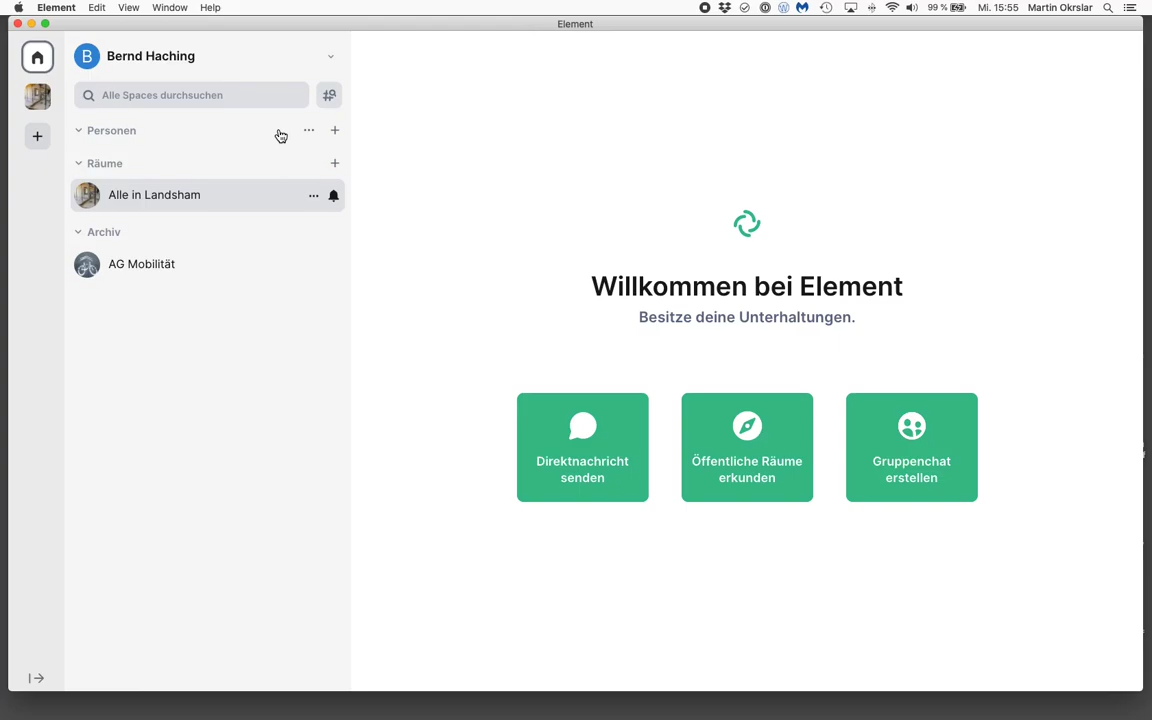 Element Edit View Window Help
99 % Mi. 15:55 Martin Okrslar
Element
B Bernd Haching
Alle Spaces durchsuchen
Personen
Räume
Alle in Landsham
Archiv
AG Mobilität
Willkommen bei Element
Besitze deine Unterhaltungen.
Direktnachricht
senden
Öffentliche Räume
erkunden
Gruppenchat
erstellen